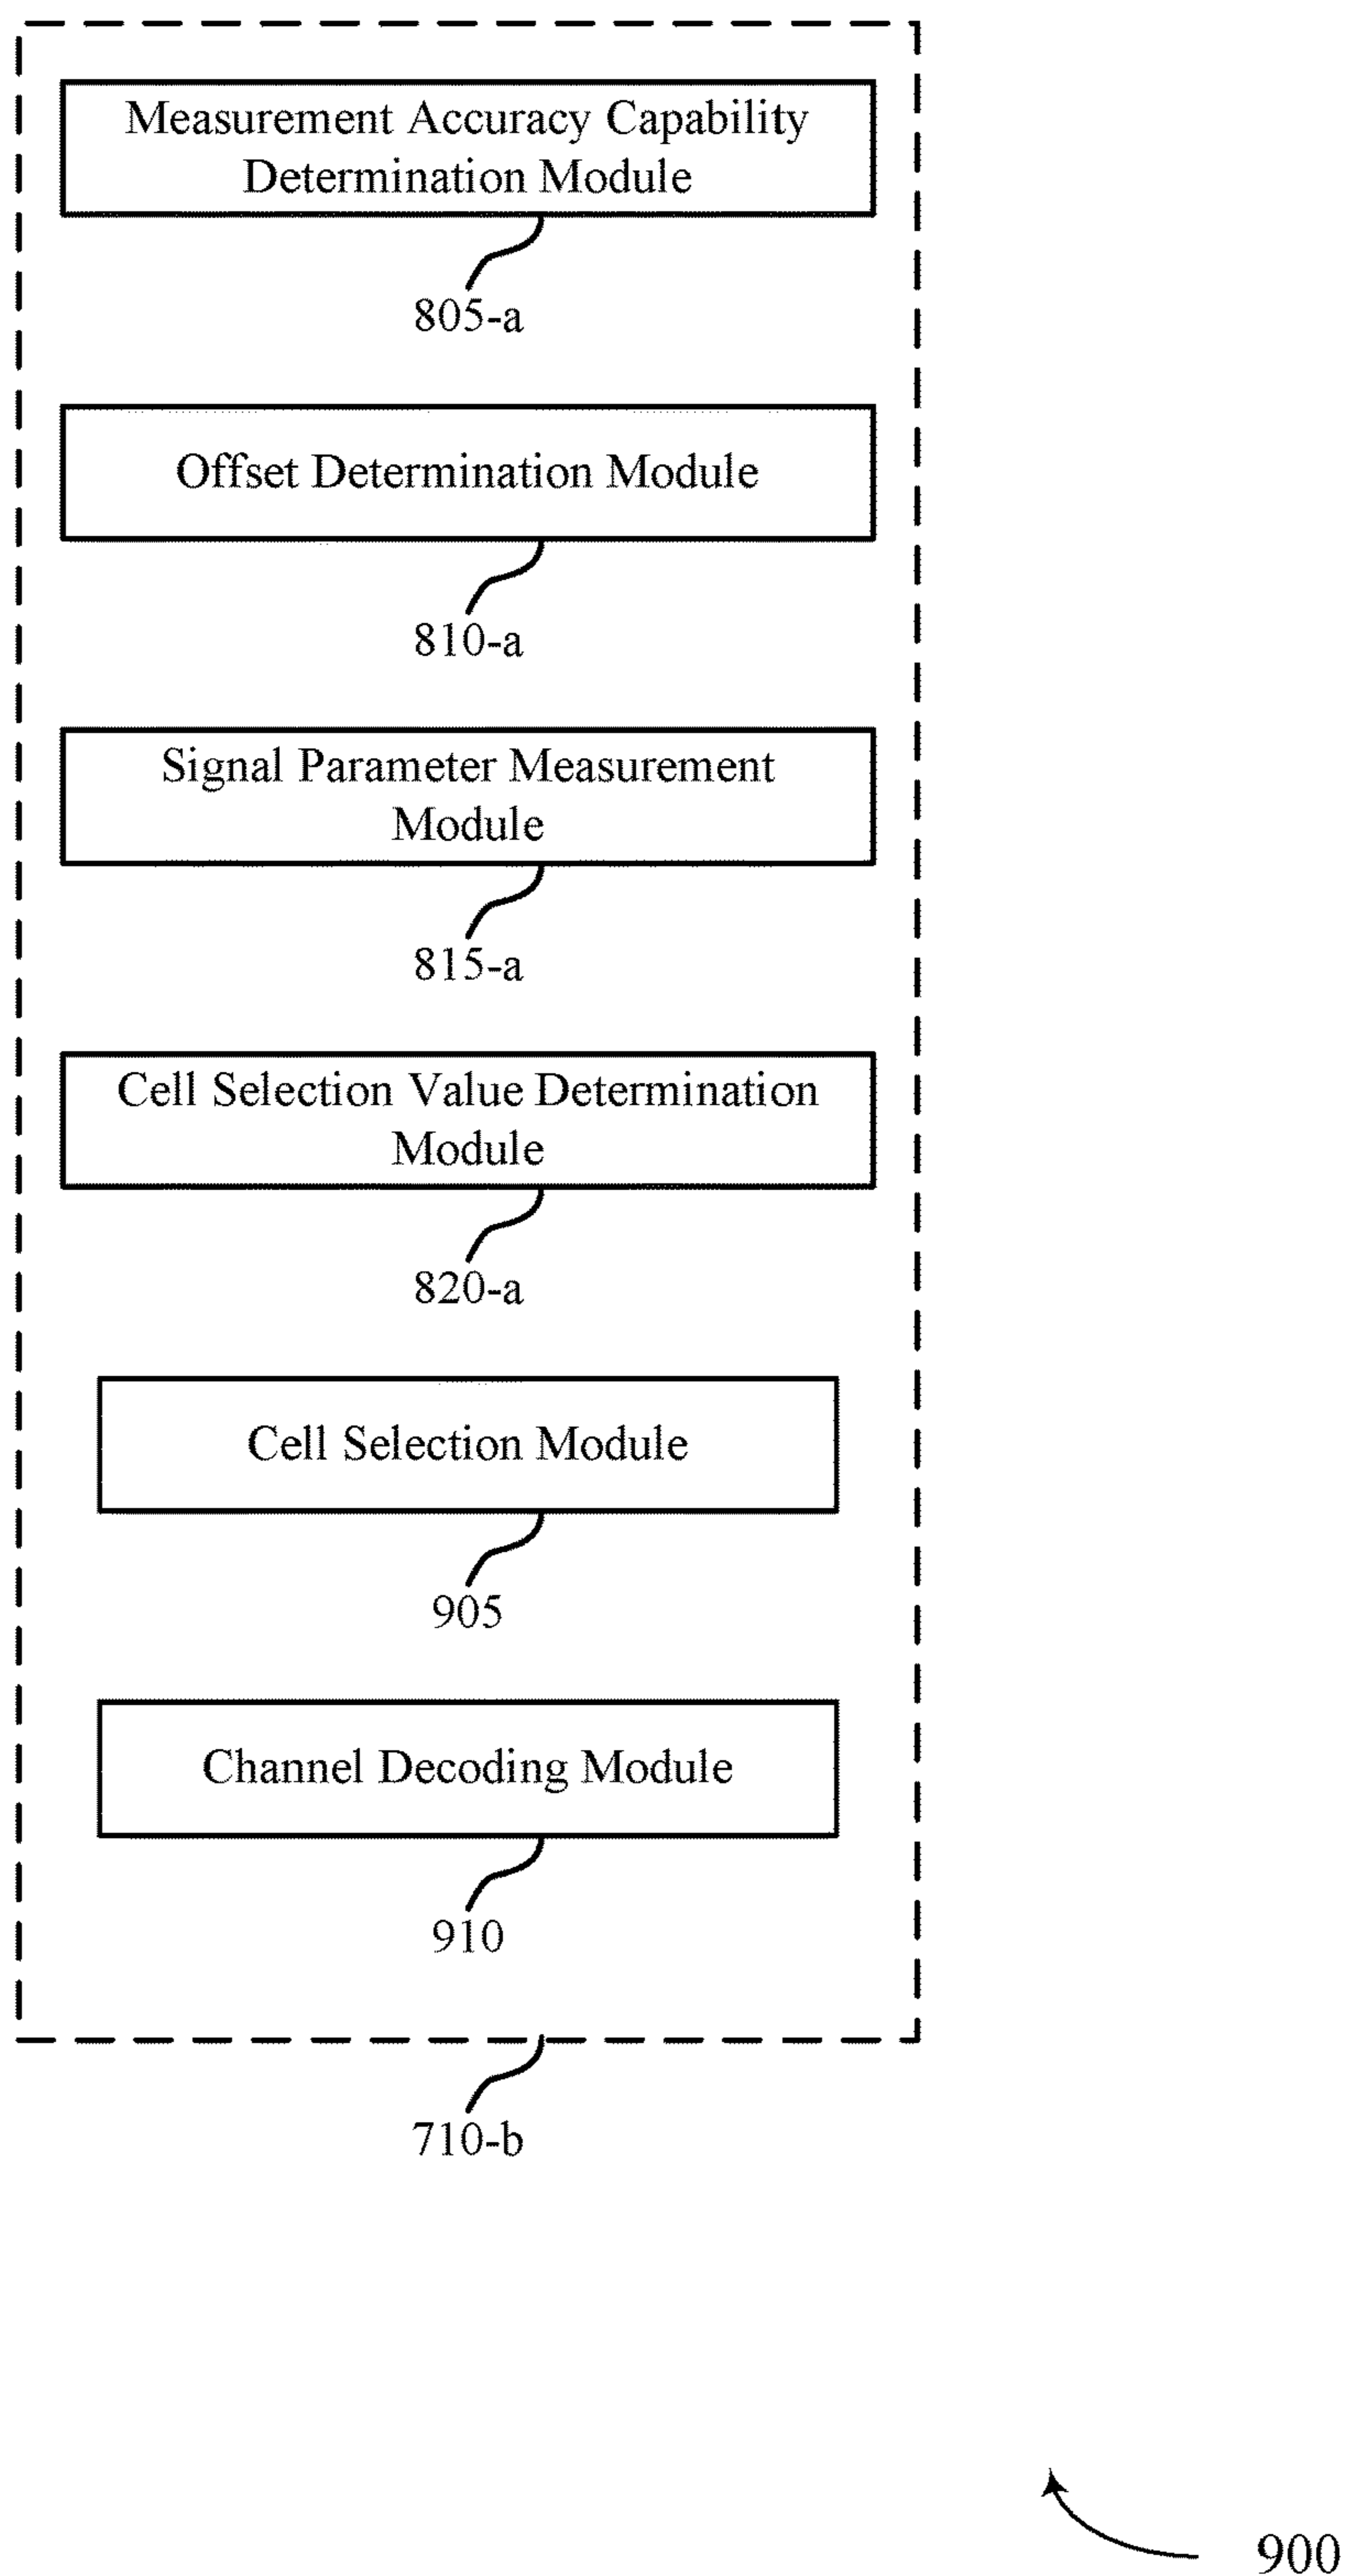 Measurement Accuracy Capability
Determination Module
805-a
Offset Determination Module
810-a
Signal Parameter Measurement
Module
815-a
Cell Selection Value Determination
Module
820-a
Cell Selection Module
905
Channel Decoding Module
910
710-b
900